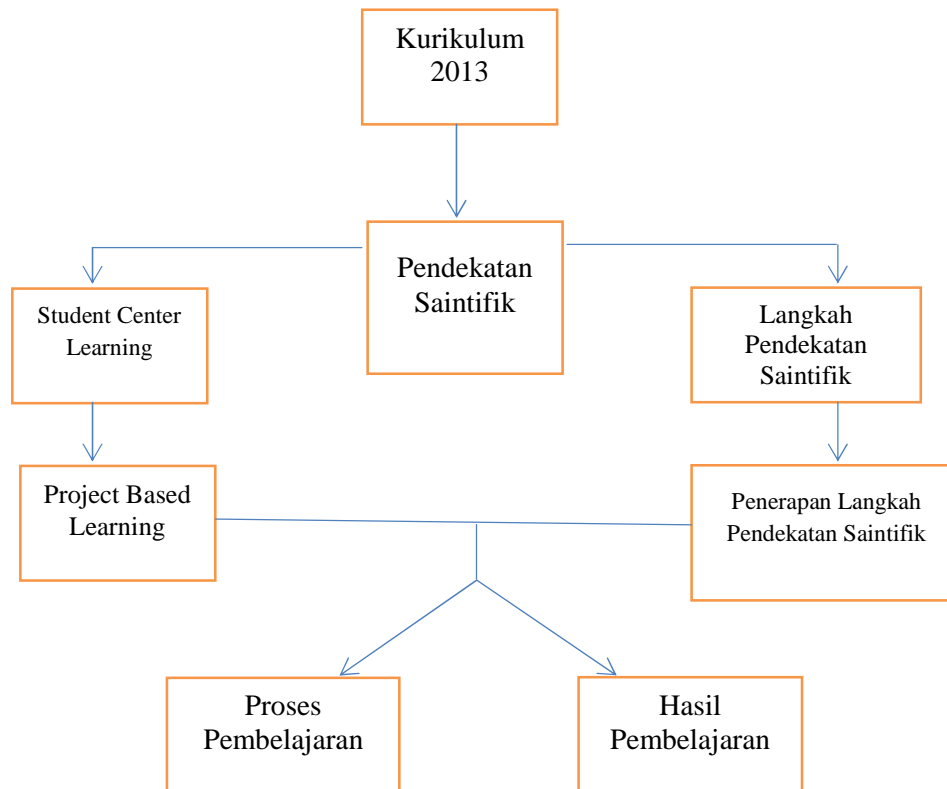 Kurikulum
2013
Pendekatan
Saintifik
Student Center
Learning
Langkah
Pendekatan
Saintifik
Project Based
Learning
Penerapan Langkah
Pendekatan Saintifik
Proses
Pembelajaran
Hasil
Pembelajaran